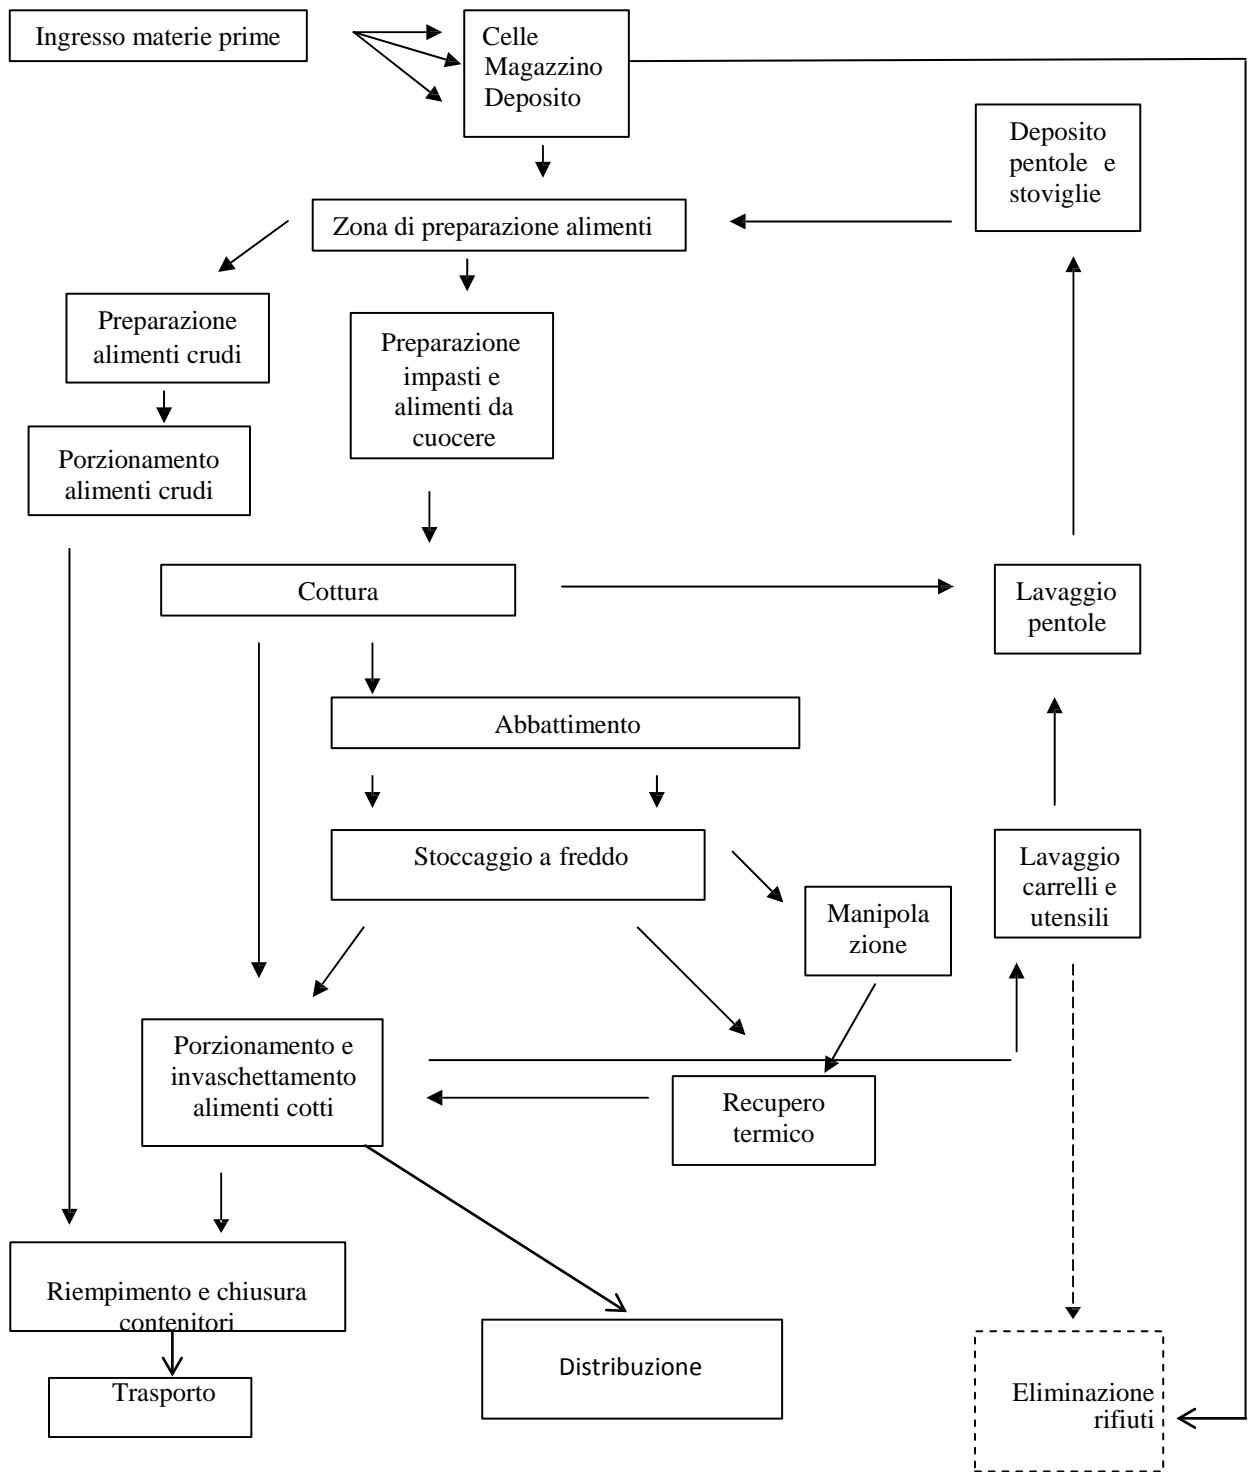 Ingresso materie prime
Celle
Magazzino
Deposito
Deposito
pentole e
stoviglie
Zona di preparazione alimenti
Preparazione
alimenti crudi
Preparazione
impasti e
alimenti da
cuocere
Porzionamento
alimenti crudi
Cottura
Lavaggio
pentole
Abbattimento
Stoccaggio a freddo
Lavaggio
carrelli e
utensili
Manipola
zione
Porzionamento e
invaschettamento
alimenti cotti
Recupero
termico
Riempimento e chiusura
contenitori
Distribuzione
Trasporto
Eliminazione
rifiuti